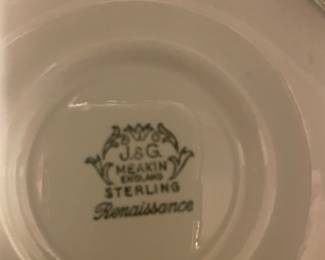 J.&G.
MEAKIN
ENGLAND
STERLING
Renaissance